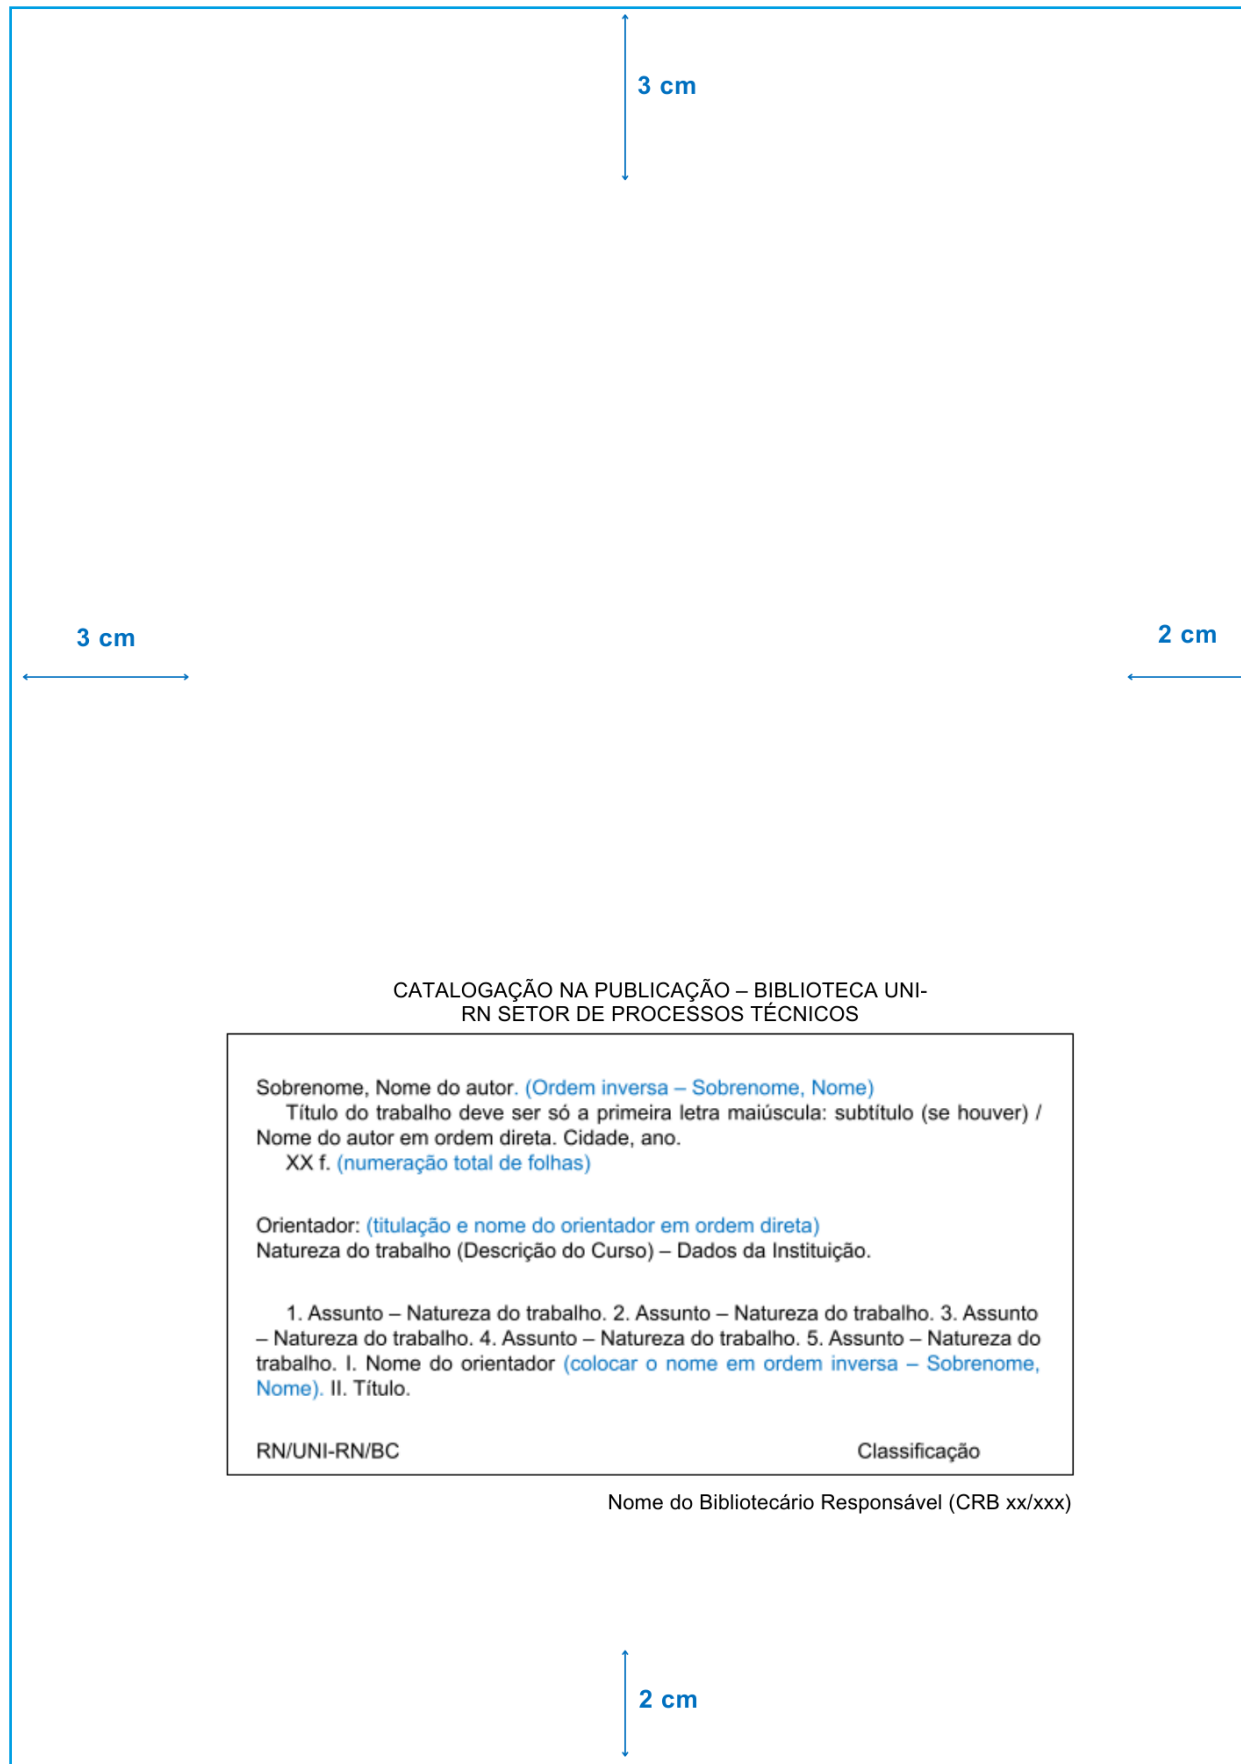 3 cm
3 cm
2 cm
CATALOGAÇÃO NA PUBLICAÇÃO – BIBLIOTECA UNI-
RN SETOR DE PROCESSOS TÉCNICOS
Sobrenome, Nome do autor. (Ordem inversa – Sobrenome, Nome)
Título do trabalho deve ser só a primeira letra maiúscula: subtítulo (se houver) /
Nome do autor em ordem direta. Cidade, ano.
XX f. (numeração total de folhas)
Orientador: (titulação e nome do orientador em ordem direta)
Natureza do trabalho (Descrição do Curso) – Dados da Instituição.
1. Assunto – Natureza do trabalho. 2. Assunto – Natureza do trabalho. 3. Assunto
– Natureza do trabalho. 4. Assunto – Natureza do trabalho. 5. Assunto – Natureza do
trabalho. I. Nome do orientador (colocar o nome em ordem inversa – Sobrenome,
Nome). II. Título.
RN/UNI-RN/BC Classificação
Nome do Bibliotecário Responsável (CRB xx/xxx)
2 cm